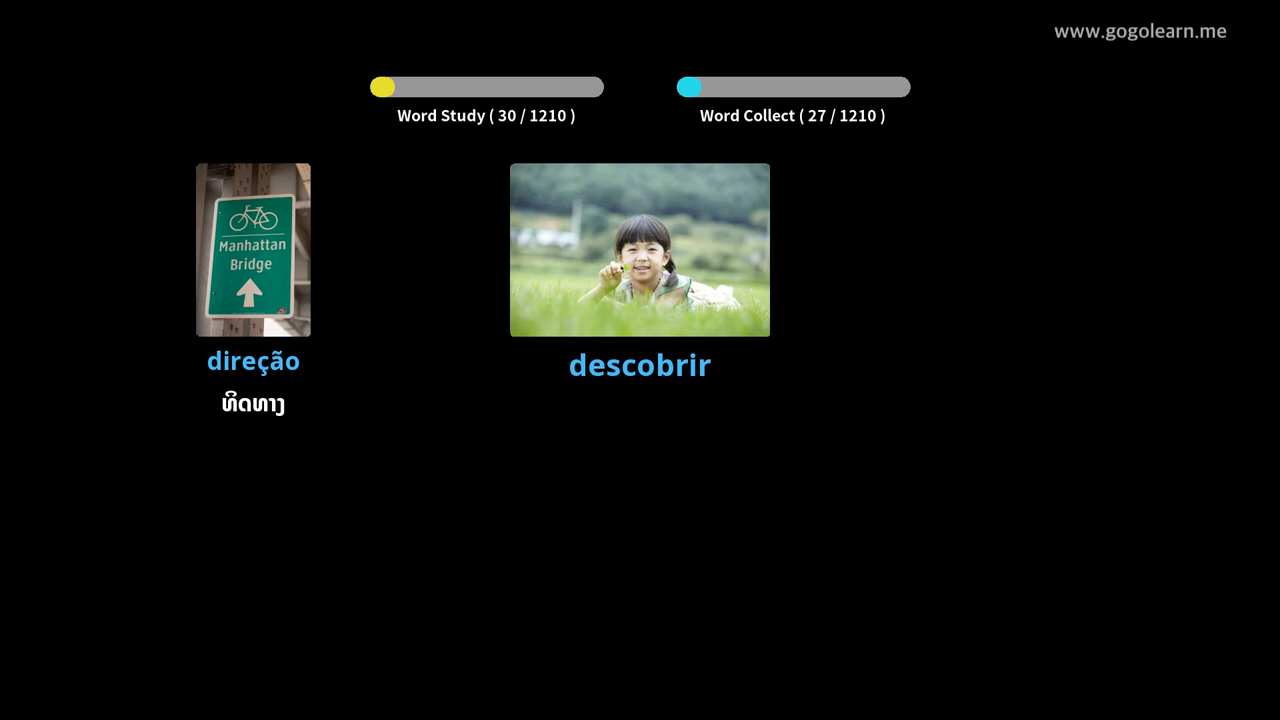 www.gogolearn.me
Word Study ( 30 / 1210 )
Word Collect ( 27 / 1210 )
Manhattan
Bridge
direção
ທິດທາງ
descobrir